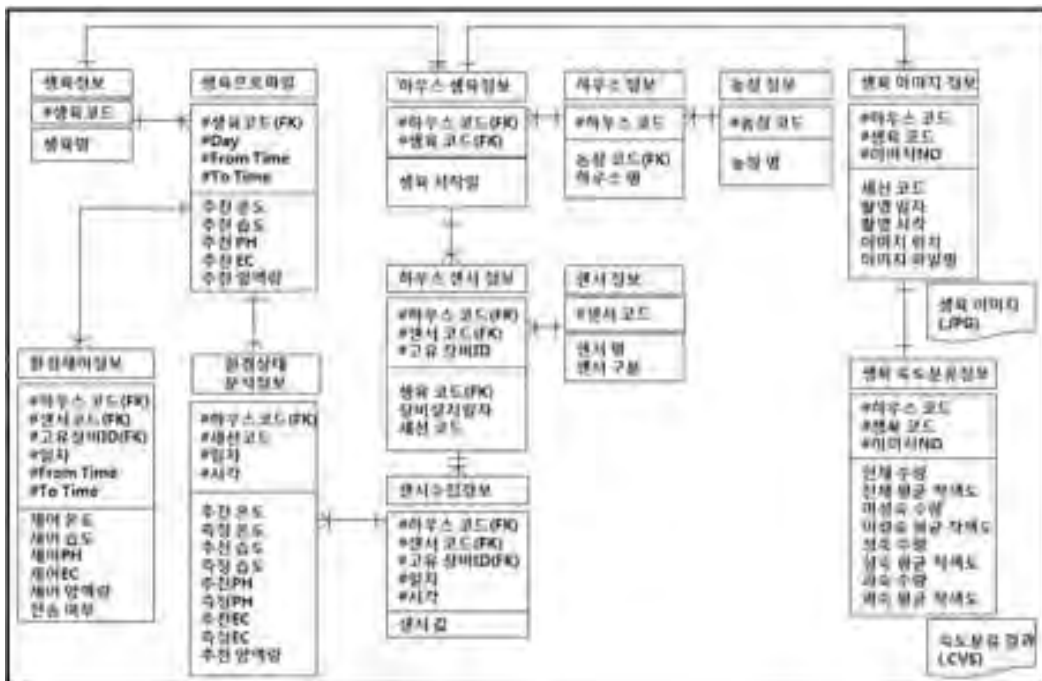 생육정보
#생육코드
생육명
생육프로파일
#생육코드(FK)
#Day
#From Time
#To Time
추천 온도
추천 습도
추천 PH
추천 EC
추천 양액량
하우스 생육정보
#하우스 코드(FK)
#생육 코드(FK)
생육 시작일
하우스 정보
#하우스 코드
농장 코드(FK)
하우스 명
농장 정보
#농장 코드
농장 명
생육 이미지 정보
#하우스 코드
#생육 코드
#이미지NO
세션 코드
촬영 일자
촬영 시작
이미지 위치
이미지 파일명
생육 이미지
(.JPG)
하우스 센서 정보
#하우스 코드(FK)
#센서 코드(FK)
#고유 장비ID
생육 코드(FK)
장비설치일자
세션 코드
센서 정보
#센서 코드
센서 명
센서 구분
환경제어정보
#하우스 코드(FK)
#센서코드(FK)
#고유장비ID(FK)
#일자
#From Time
#To Time
제어 온도
제어 습도
제어PH
제어EC
제어 양액량
전송 여부
환경상태
분석정보
#하우스코드(FK)
#세션코드
#일자
#시각
추천 온도
측정 온도
추천 습도
측정 습도
추천PH
측정PH
추천EC
측정EC
추천 양액량
센서수집정보
#하우스 코드(FK)
#센서 코드(FK)
#고유 장비ID(FK)
#일자
#시각
센서 값
생육 숙도분류정보
#하우스 코드
#생육 코드
#이미지NO
전체 수량
전체 평균 착색도
미성숙 수량
미성숙 평균 착색도
성숙 수량
성숙 평균 착색도
과숙 수량
과숙 평균 착색도
숙도분류 결과
(.CVS)